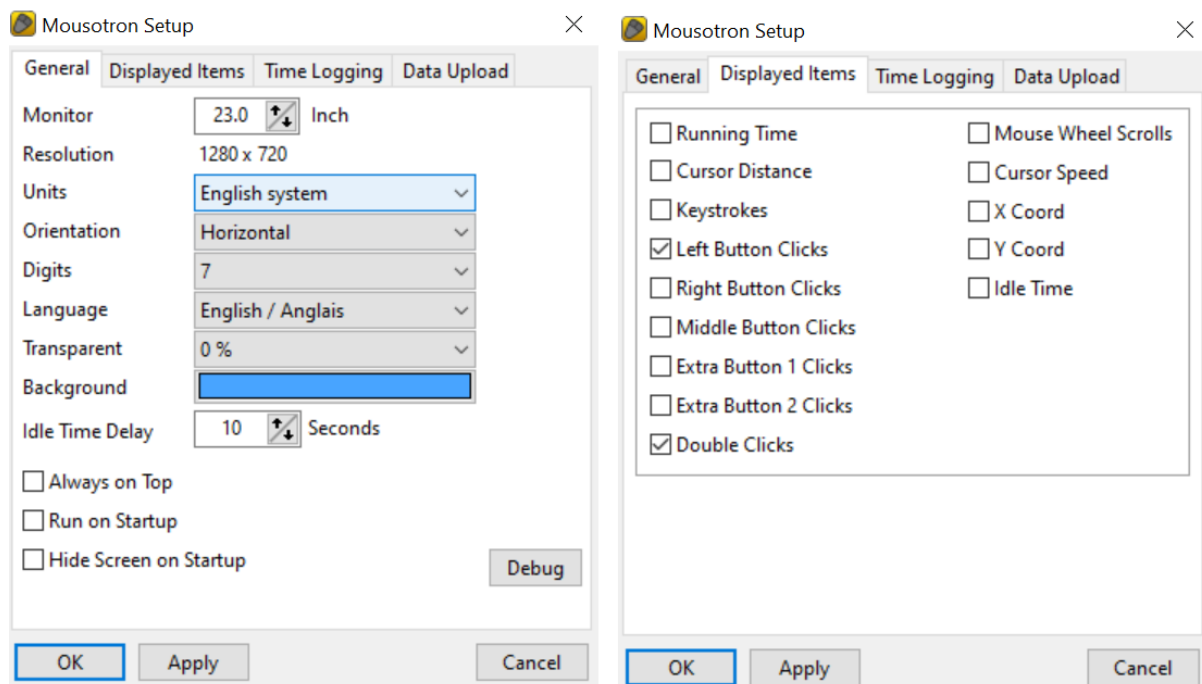 Mousotron Setup
General Displayed Items Time Logging Data Upload
Monitor 23.0 Inch
Resolution 1280 x 720
Units English system
Orientation Horizontal
Digits 7
Language English / Anglais
Transparent 0 %
Background
Idle Time Delay 10 Seconds
Always on Top
Run on Startup
Hide Screen on Startup
Debug
OK Apply Cancel
Mousotron Setup
General Displayed Items Time Logging Data Upload
Running Time Mouse Wheel Scrolls
Cursor Distance Cursor Speed
Keystrokes X Coord
Left Button Clicks Y Coord
Right Button Clicks Idle Time
Middle Button Clicks
Extra Button 1 Clicks
Extra Button 2 Clicks
Double Clicks
OK Apply Cancel